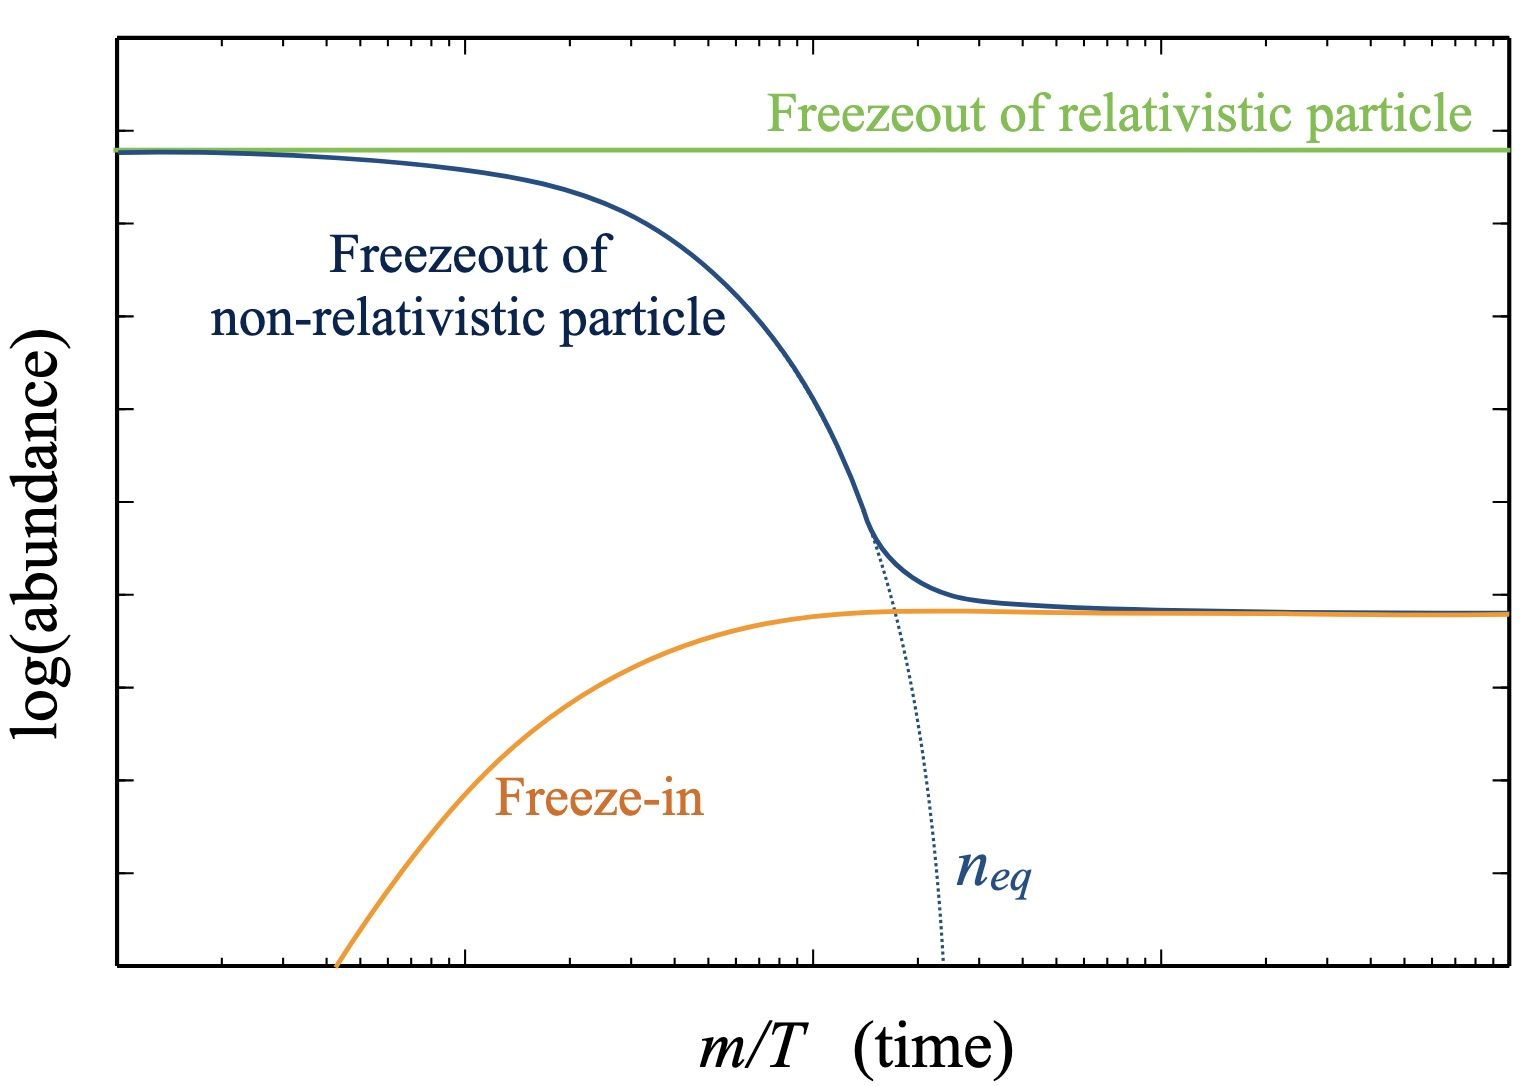 Freezeout of relativistic particle
Freezeout of
non-relativistic particle
log(abundance)
Freeze-in
n_eq
m/T (time)